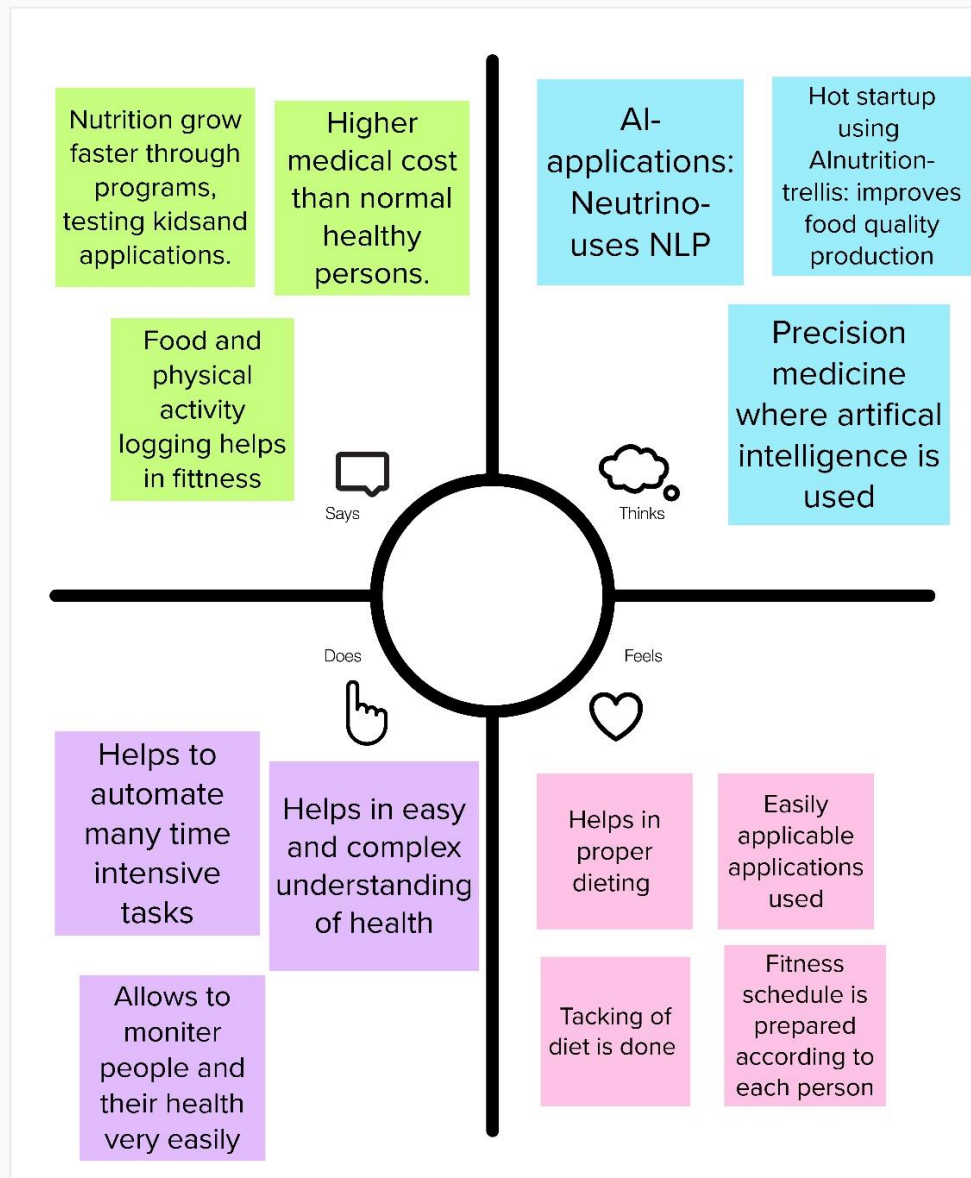 Nutrition grow
faster through
programs,
testing kidsand
applications.
Higher
medical cost
than normal
healthy
persons.
Food and
physical
activity
logging helps
in fittness
Says
AI-
applications:
Neutrino-
uses NLP
Hot startup
using
AInutrition-
trellis: improves
food quality
production
Precision
medicine
where artifical
intelligence is
used
Thinks
Does
Helps to
automate
many time
intensive
tasks
Helps in easy
and complex
understanding
of health
Allows to
moniter
people and
their health
very easily
Feels
Helps in
proper
dieting
Easily
applicable
applications
used
Tacking of
diet is done
Fitness
schedule is
prepared
according to
each person